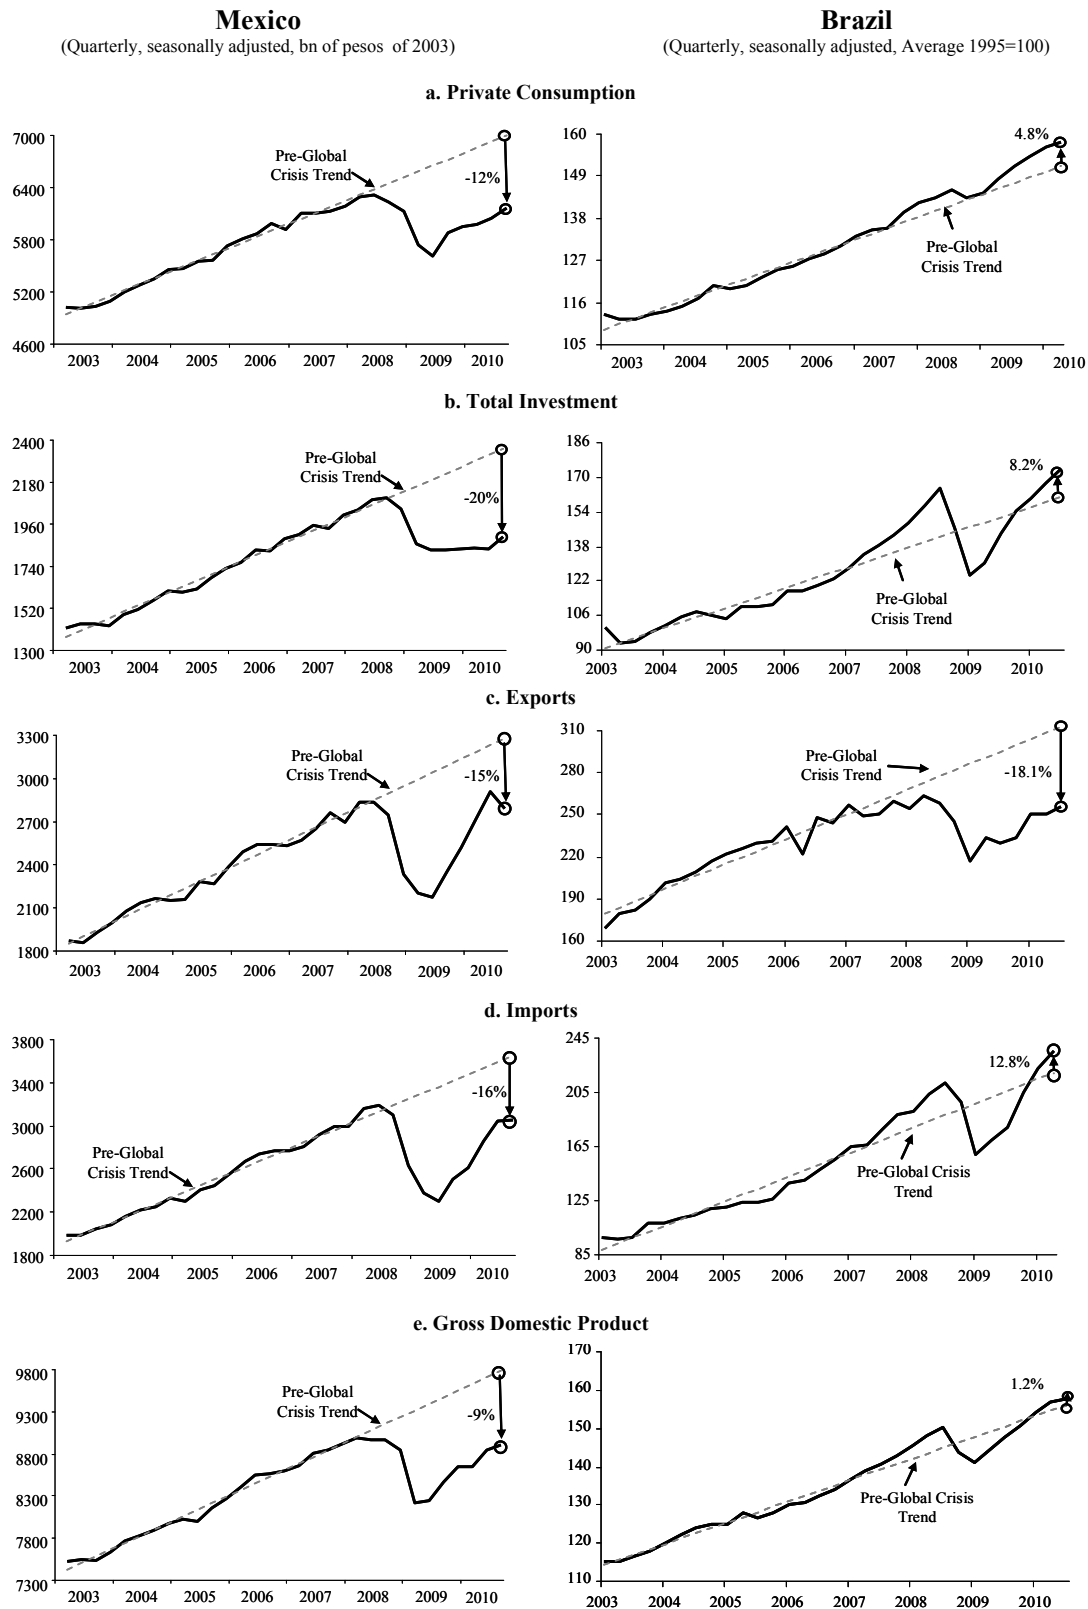 Mexico
(Quarterly, seasonally adjusted, bn of pesos of 2003)
Brazil
(Quarterly, seasonally adjusted, Average 1995=100)
a. Private Consumption
7000
6400
5800
5200
4600
Pre-Global
Crisis Trend
-12%
2003 2004 2005 2006 2007 2008 2009 2010
160
149
138
127
116
105
4.8%
Pre-Global
Crisis Trend
2003 2004 2005 2006 2007 2008 2009 2010
b. Total Investment
2400
2180
1960
1740
1520
1300
Pre-Global
Crisis Trend
-20%
2003 2004 2005 2006 2007 2008 2009 2010
186
170
154
138
122
106
90
8.2%
Pre-Global
Crisis Trend
2003 2004 2005 2006 2007 2008 2009 2010
c. Exports
3300
3000
2700
2400
2100
1800
Pre-Global
Crisis Trend
-15%
2003 2004 2005 2006 2007 2008 2009 2010
310
280
250
220
190
160
Pre-Global
Crisis Trend
-18.1%
2003 2004 2005 2006 2007 2008 2009 2010
d. Imports
3800
3400
3000
2600
2200
1800
Pre-Global
Crisis Trend
-16%
2003 2004 2005 2006 2007 2008 2009 2010
245
205
165
125
85
12.8%
Pre-Global Crisis
Trend
2003 2004 2005 2006 2007 2008 2009 2010
e. Gross Domestic Product
9800
9300
8800
8300
7800
7300
Pre-Global
Crisis Trend
-9%
2003 2004 2005 2006 2007 2008 2009 2010
170
160
150
140
130
120
110
1.2%
Pre-Global Crisis
Trend
2003 2004 2005 2006 2007 2008 2009 2010